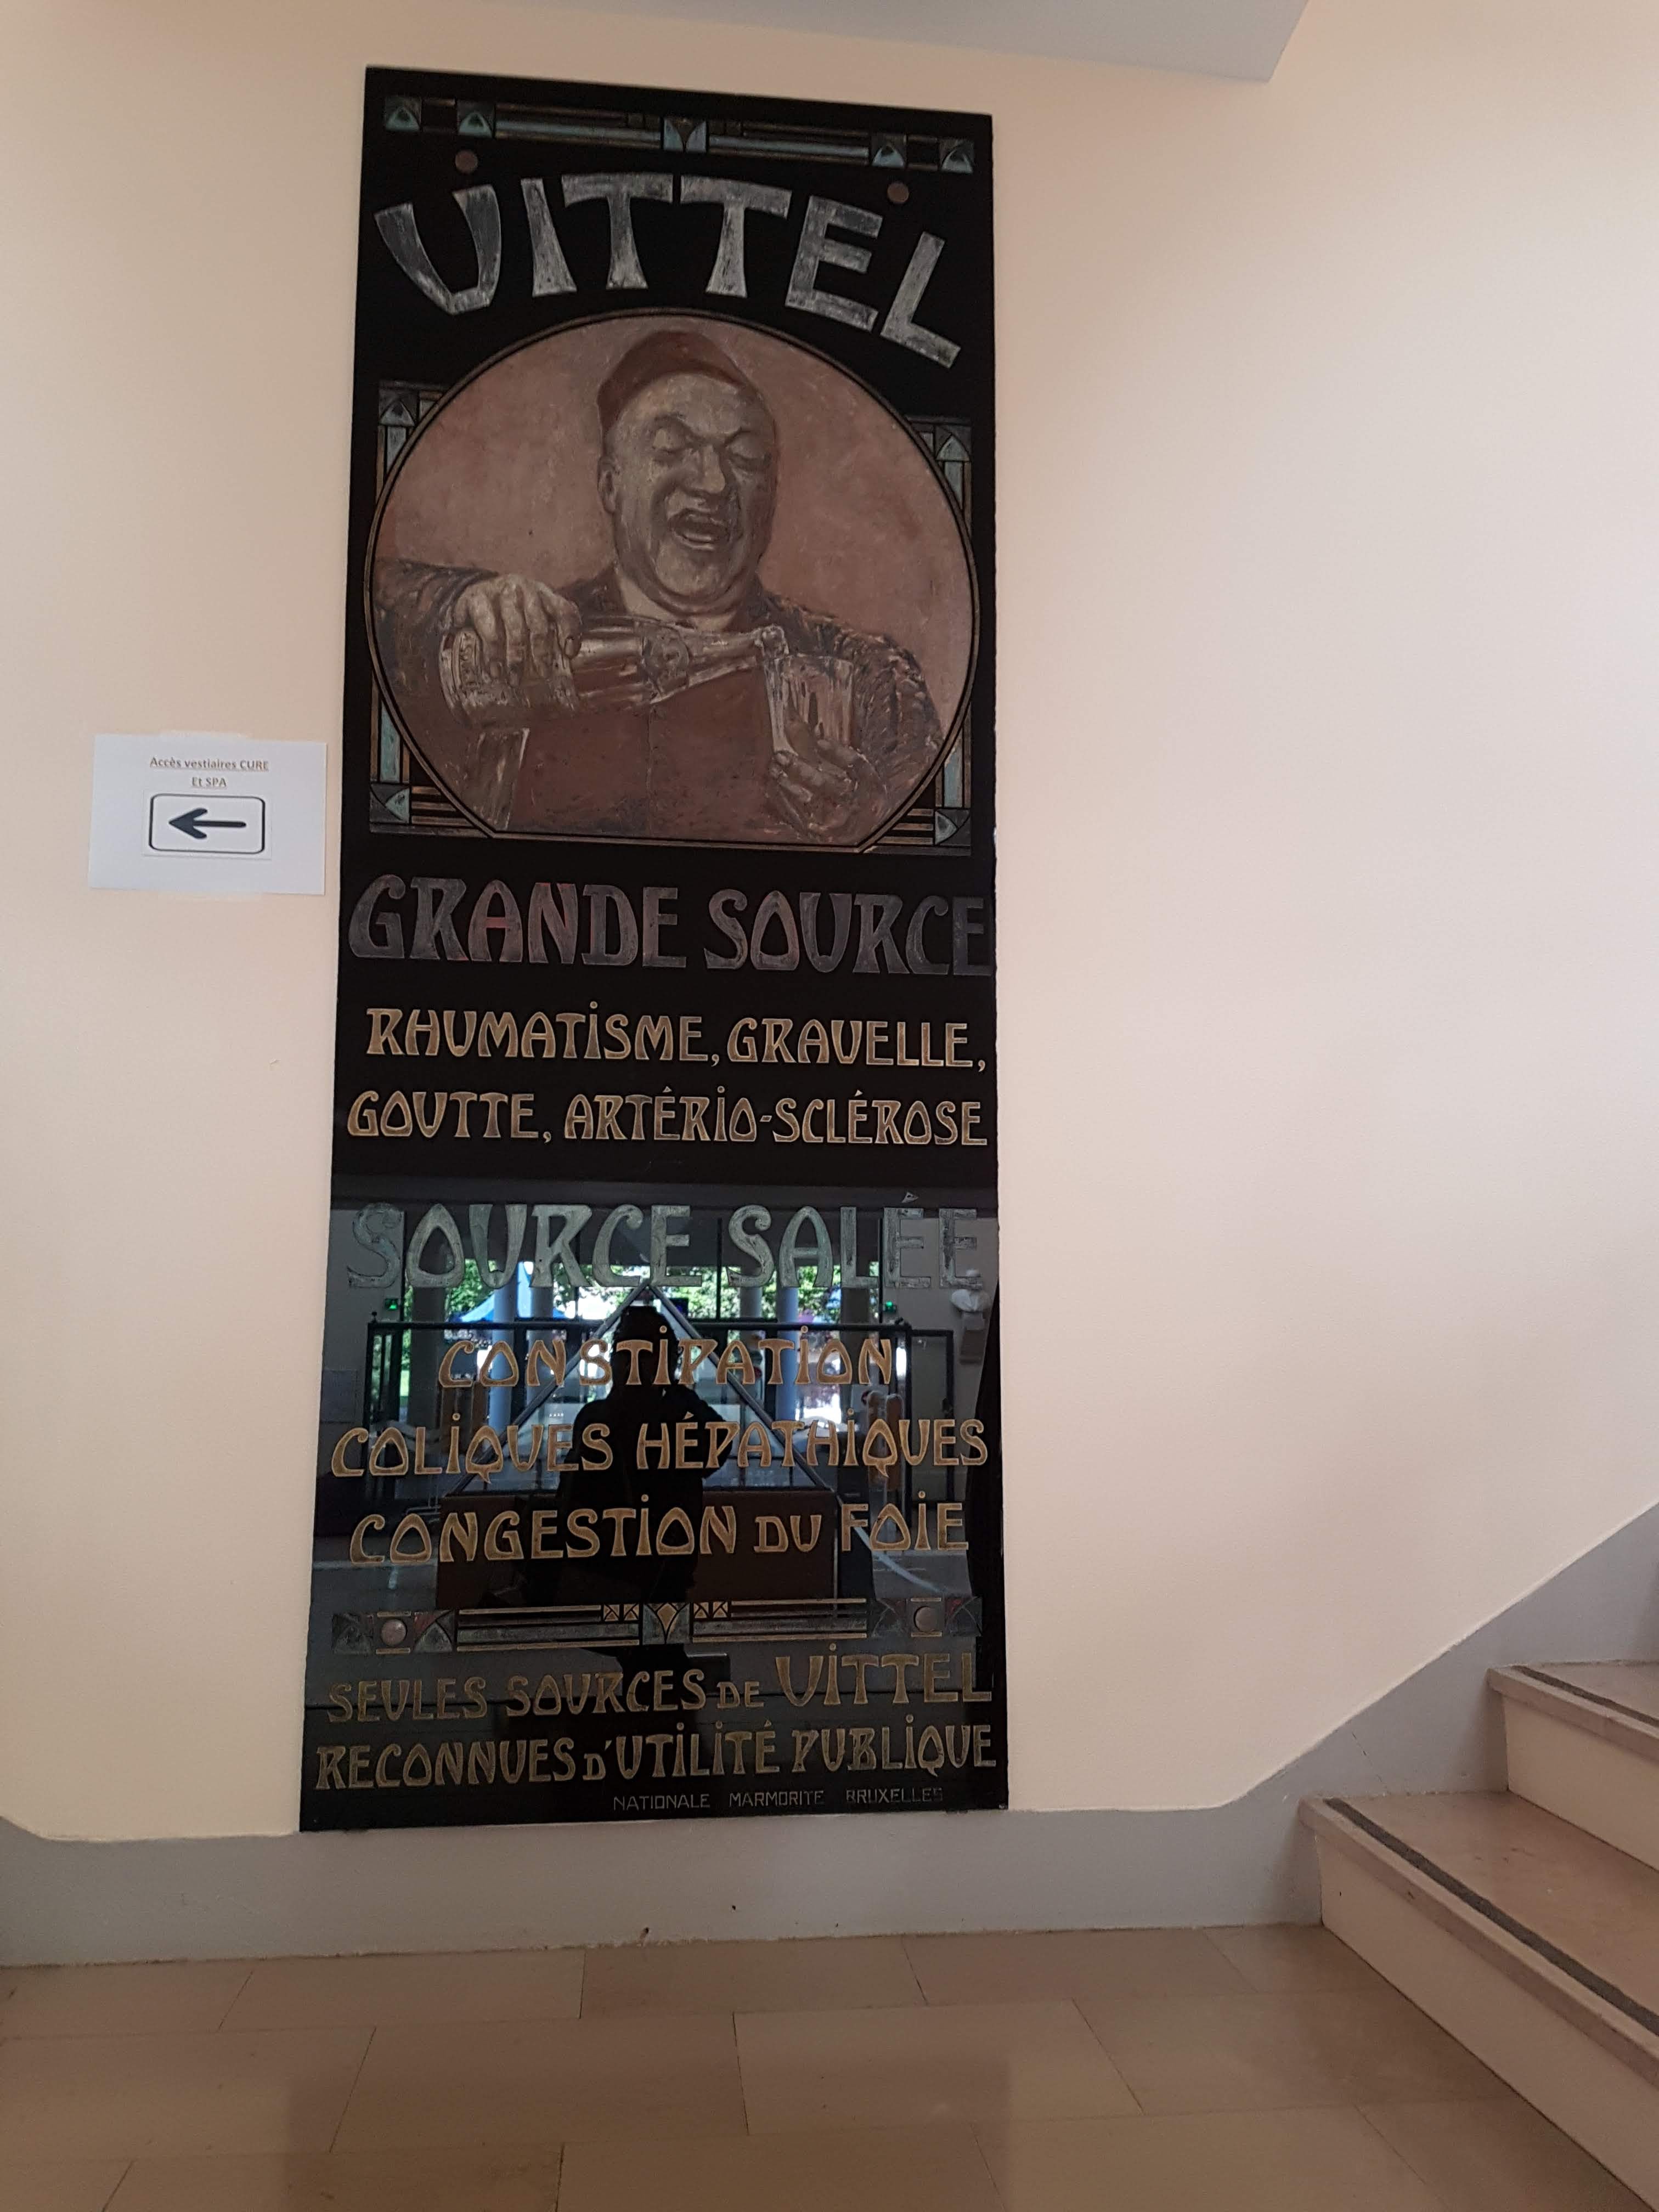 VITTEL
Accès vestiaires CURE
Et SPA
GRANDE SOURCE
RHUMATISME, GRAVELLE,
GOUTTE, ARTÉRIO-SCLÉROSE
SOURCE SALÉE
CONSTIPATION
COLIQUES HÉPATHIQUES
CONGESTION DU FOIE
SEULES SOURCES DE VITTEL
RECONNUES D'UTILITÉ PUBLIQUE
NATIONALE MARMORITE BRUXELLES